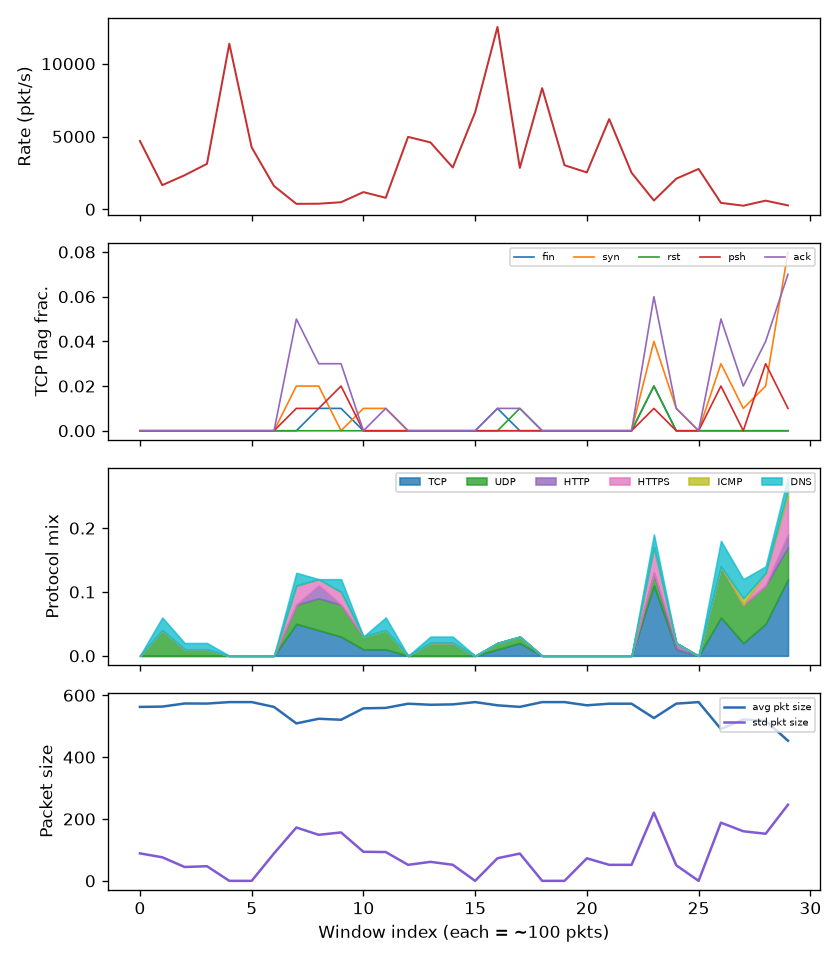 Rate (pkt/s)
10000
5000
0
TCP flag frac.
0.08
0.06
0.04
0.02
0.00
fin syn rst psh ack
Protocol mix
0.2
0.1
0.0
TCP UDP HTTP HTTPS ICMP DNS
Packet size
600
400
200
0
avg pkt size
std pkt size
0 5 10 15 20 25 30
Window index (each = ~100 pkts)